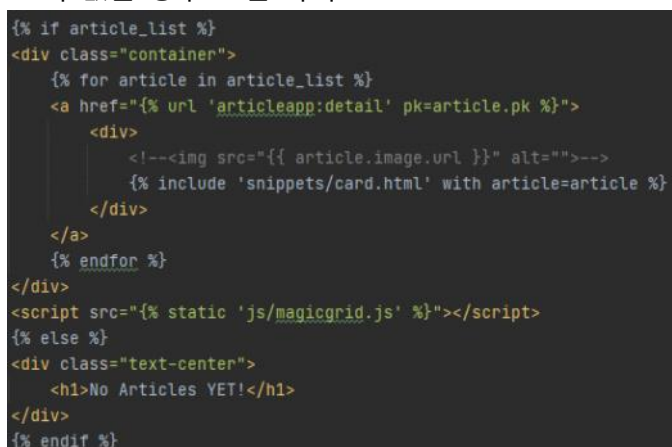 {% if article_list %}
<div class="container">
    {% for article in article_list %}
    <a href="{% url 'articleapp:detail' pk=article.pk %}">
        <div>
            <!--<img src="{{ article.image.url }}" alt="">-->
            {% include 'snippets/card.html' with article=article %}
        </div>
    </a>
    {% endfor %}
</div>
<script src="{% static 'js/magicgrid.js' %}"></script>
{% else %}
<div class="text-center">
    <h1>No Articles YET!</h1>
</div>
{% endif %}